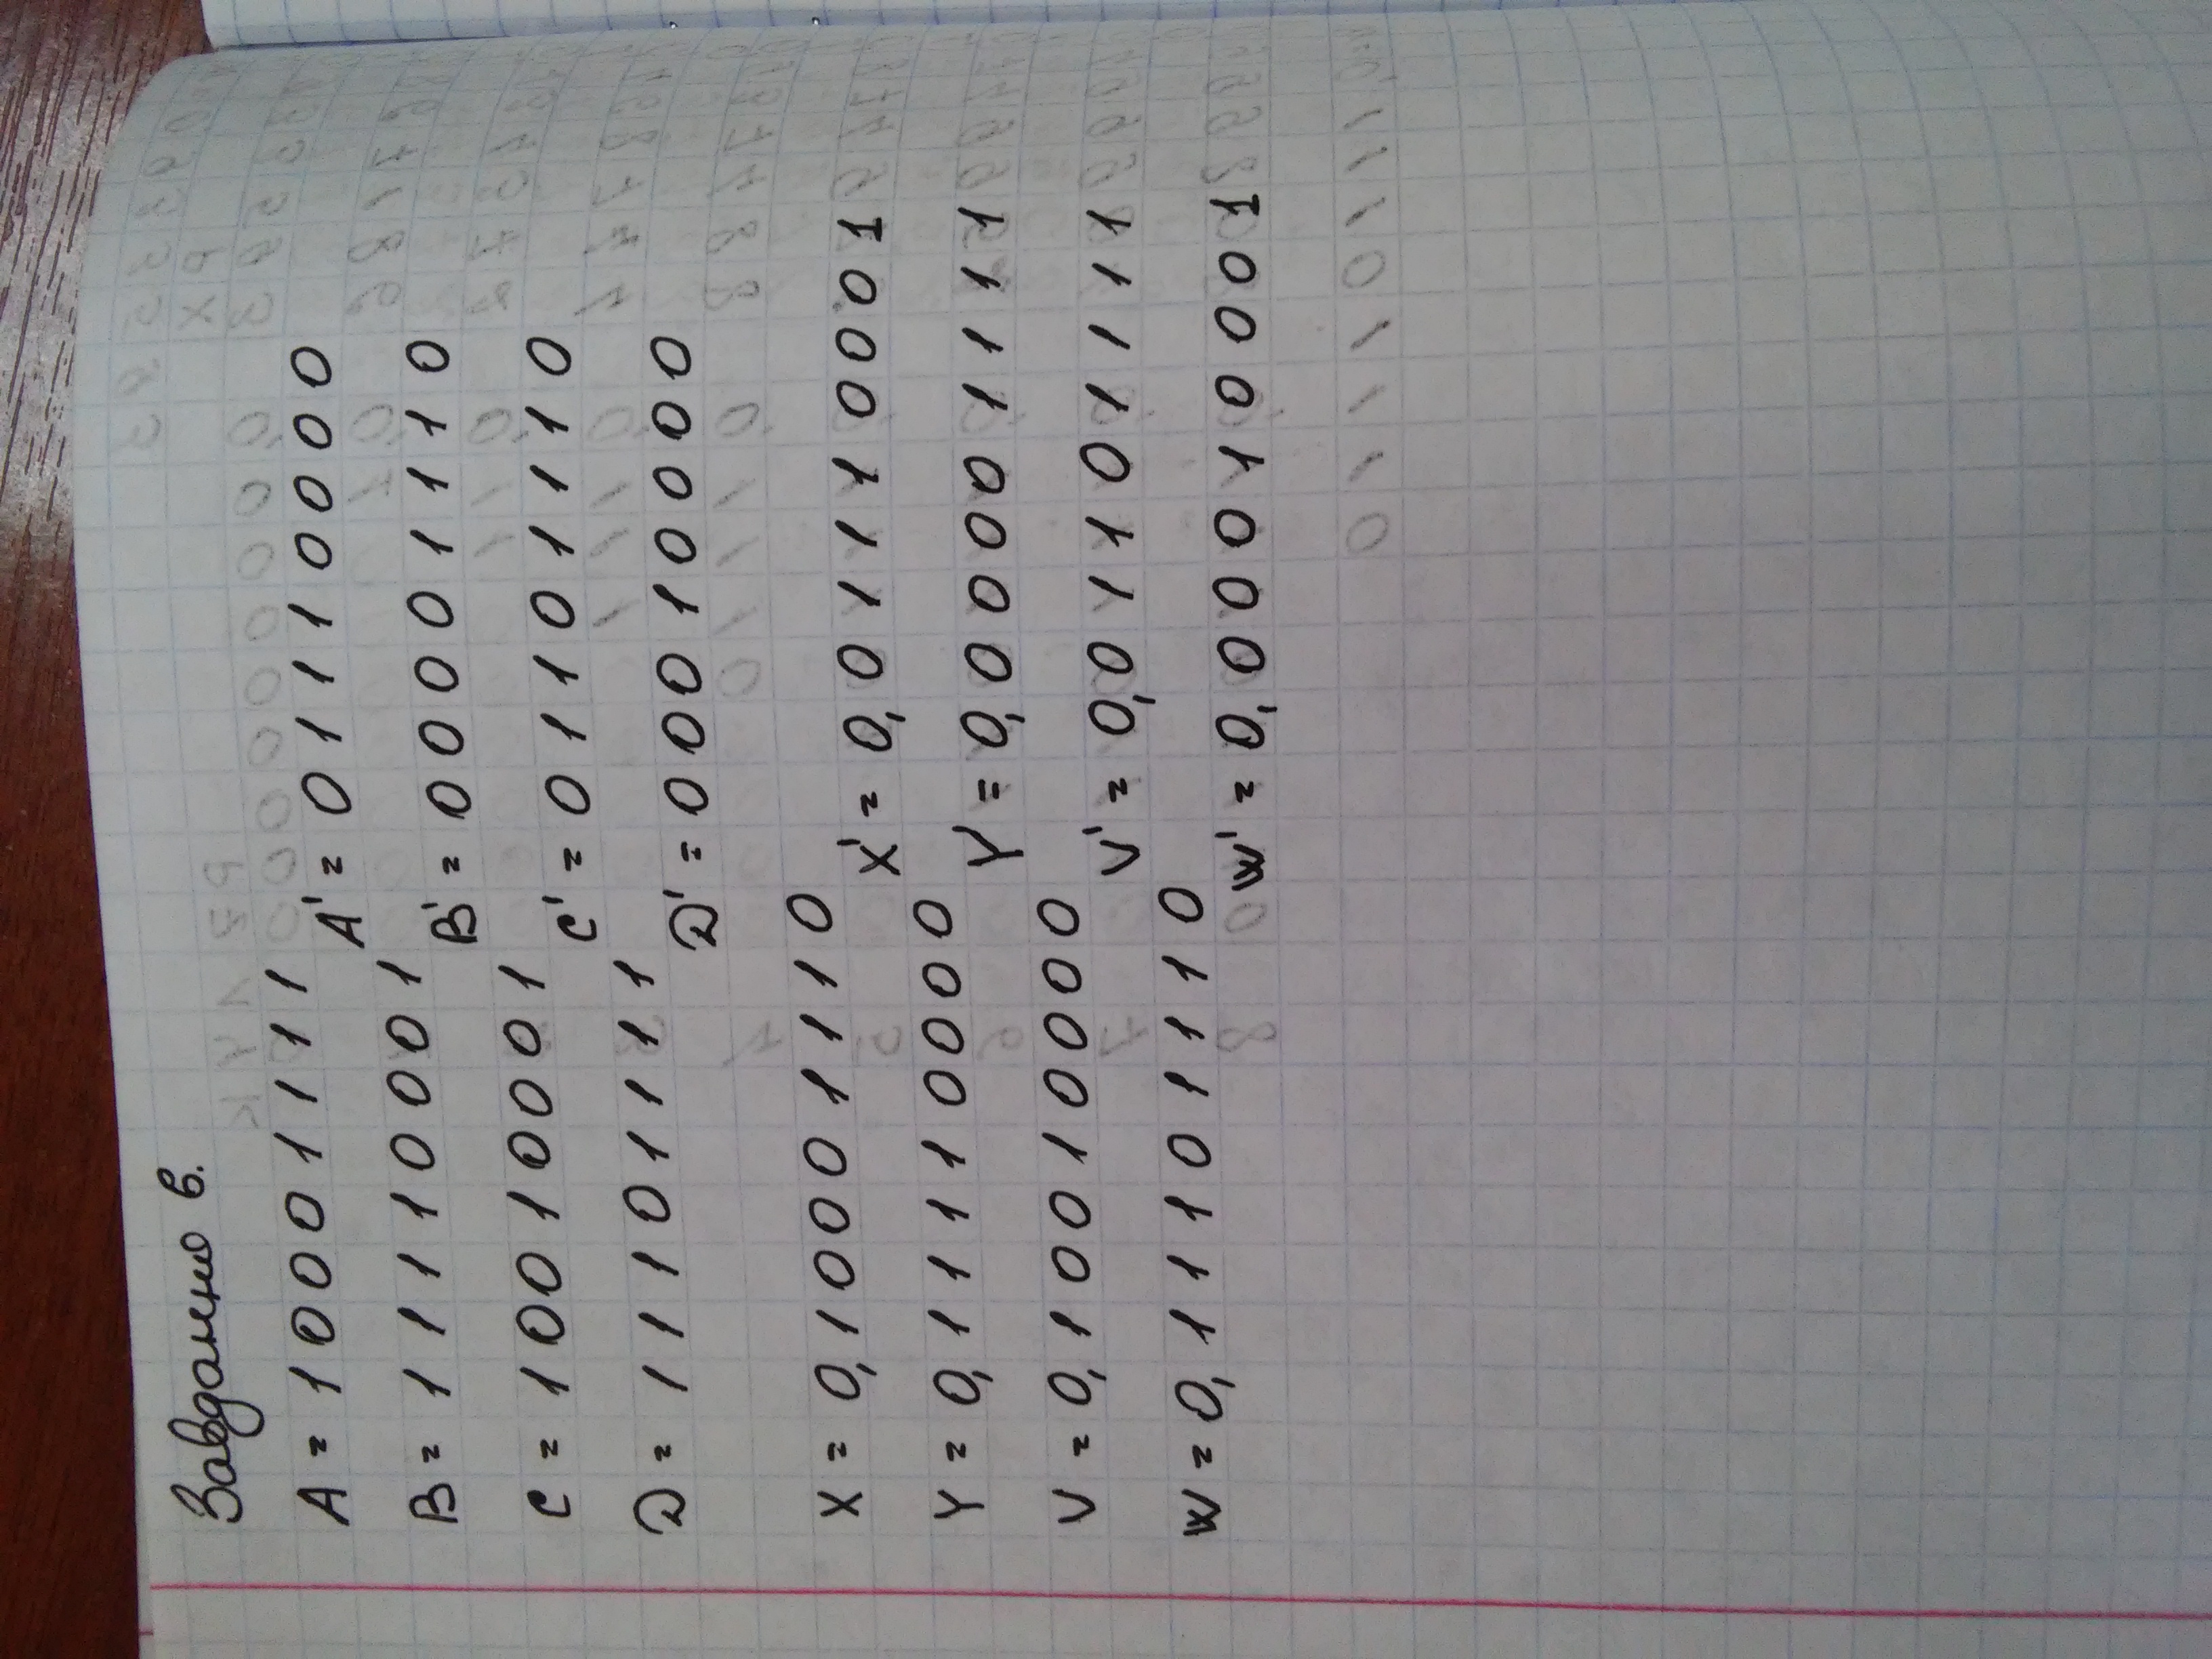 Завдання 6.
A = 10001111 A' = 01110000
B = 11110001 B' = 00001110
C = 10010001 C' = 01101110
D = 11101111 D' = 00010000
X = 0,10001110 X' = 0,01110001
Y = 0,11110000 Y' = 0,00001111
V = 0,10010000 V' = 0,01101111
W = 0,11101110 W' = 0,00010001